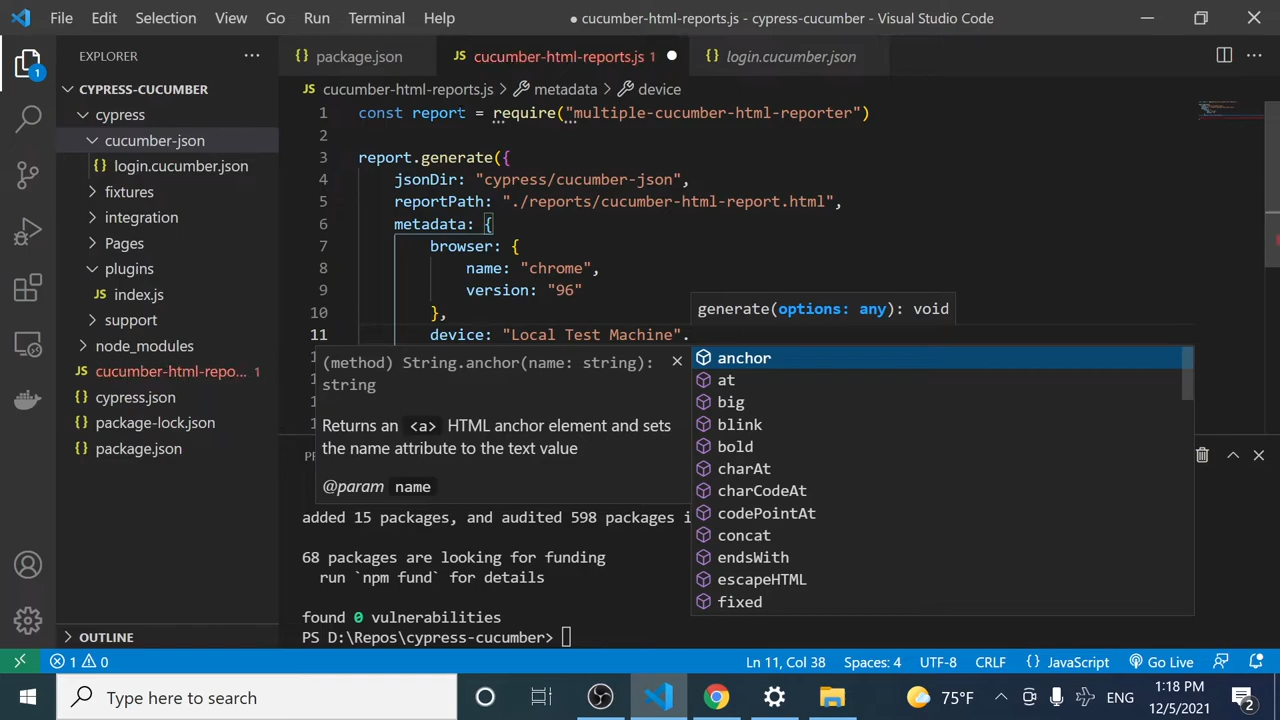 File Edit Selection View Go Run Terminal Help
● cucumber-html-reports.js - cypress-cucumber - Visual Studio Code
EXPLORER
CYPRESS-CUCUMBER
cypress
cucumber-json
{} login.cucumber.json
fixtures
integration
Pages
plugins
JS index.js
support
node_modules
JS cucumber-html-repo... 1
{} cypress.json
{} package-lock.json
{} package.json
OUTLINE
1
{} package.json
JS cucumber-html-reports.js 1 ●
{} login.cucumber.json
JS cucumber-html-reports.js > metadata > device
1 const report = require("multiple-cucumber-html-reporter")
2
3 report.generate({
4 jsonDir: "cypress/cucumber-json",
5 reportPath: "./reports/cucumber-html-report.html",
6 metadata: {
7 browser: {
8 name: "chrome",
9 version: "96"
10 },
11 device: "Local Test Machine".
generate(options: any): void
(method) String.anchor(name: string):
string
Returns an <a> HTML anchor element and sets
the name attribute to the text value
@param name
anchor
at
big
blink
bold
charAt
charCodeAt
codePointAt
concat
endsWith
escapeHTML
fixed
added 15 packages, and audited 598 packages i
68 packages are looking for funding
run `npm fund` for details
found 0 vulnerabilities
PS D:\Repos\cypress-cucumber>
1 0 Ln 11, Col 38 Spaces: 4 UTF-8 CRLF {} JavaScript Go Live
Type here to search
75°F ENG
1:18 PM
12/5/2021
2